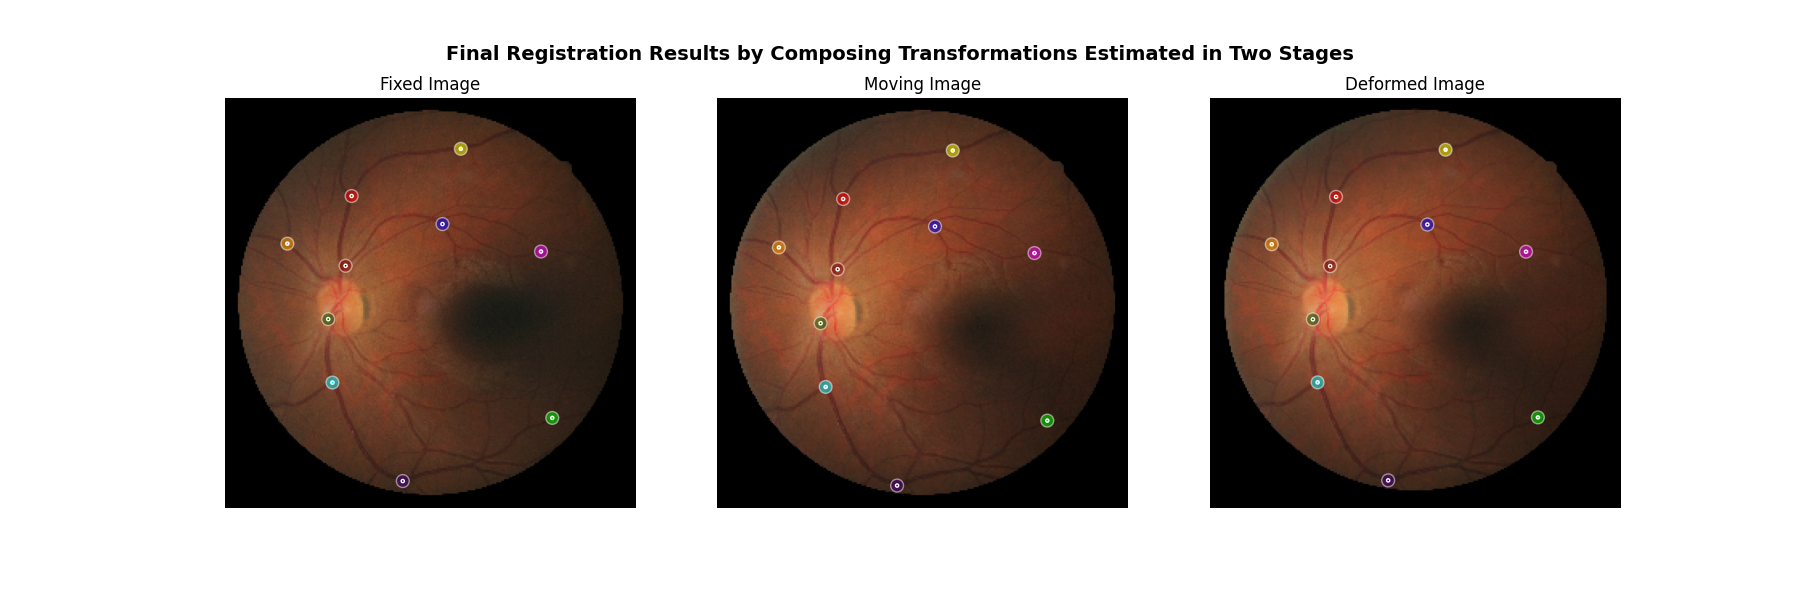 Final Registration Results by Composing Transformations Estimated in Two Stages
Fixed Image
Moving Image
Deformed Image